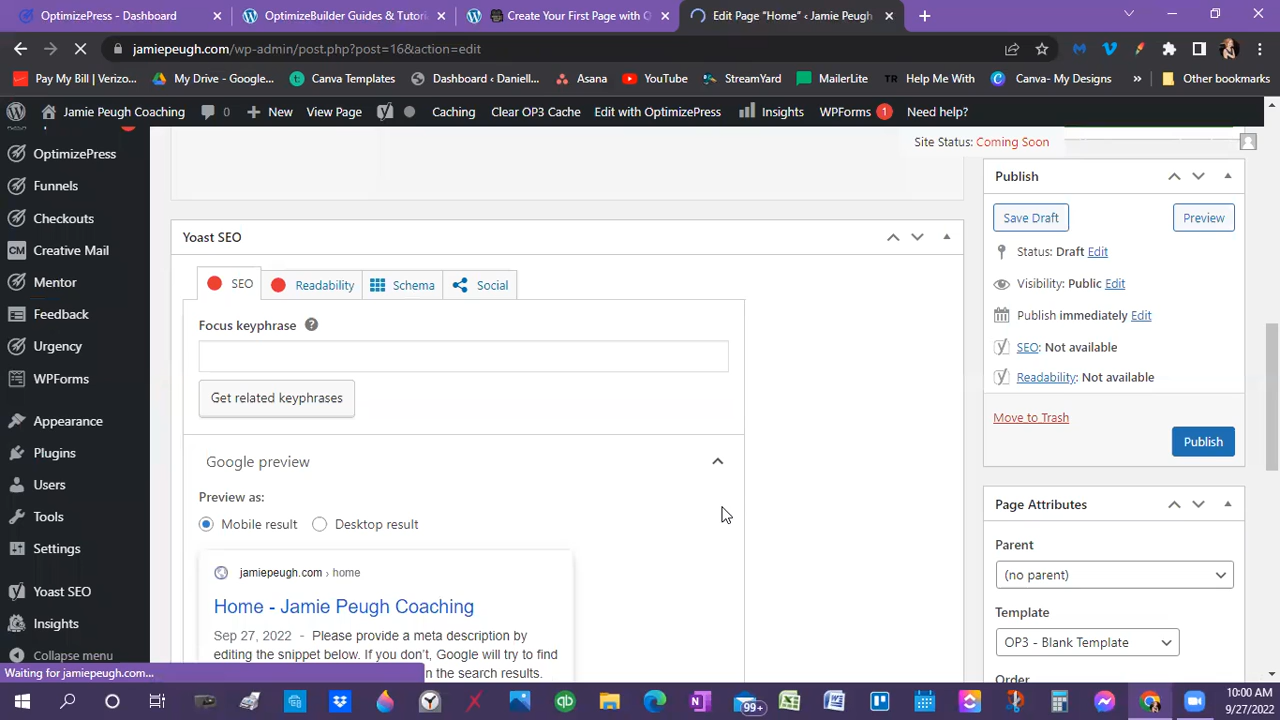 OptimizePress - Dashboard
OptimizeBuilder Guides & Tutori
Create Your First Page with O
Edit Page "Home" ‹ Jamie Peugh
jamiepeugh.com/wp-admin/post.php?post=16&action=edit
Pay My Bill | Verizo...
My Drive - Google...
Canva Templates
Dashboard ‹ Daniell...
Asana
YouTube
StreamYard
MailerLite
TR Help Me With
Canva- My Designs
»
Other bookmarks
Jamie Peugh Coaching
0
New
View Page
Caching
Clear OP3 Cache
Edit with OptimizePress
Insights
WPForms 1
Need help?
Site Status: Coming Soon
OptimizePress
Funnels
Checkouts
CM Creative Mail
Mentor
Feedback
Urgency
WPForms
Appearance
Plugins
Users
Tools
Settings
Yoast SEO
Insights
Collapse menu
Yoast SEO
SEO
Readability
Schema
Social
Focus keyphrase ?
Get related keyphrases
Google preview
Preview as:
Mobile result
Desktop result
jamiepeugh.com › home
Home - Jamie Peugh Coaching
Sep 27, 2022 - Please provide a meta description by
editing the snippet below. If you don't, Google will try to find
in the search results.
Publish
Save Draft
Preview
Status: Draft Edit
Visibility: Public Edit
Publish immediately Edit
SEO: Not available
Readability: Not available
Move to Trash
Publish
Page Attributes
Parent
(no parent)
Template
OP3 - Blank Template
Order
Waiting for jamiepeugh.com...
99+
10:00 AM
9/27/2022